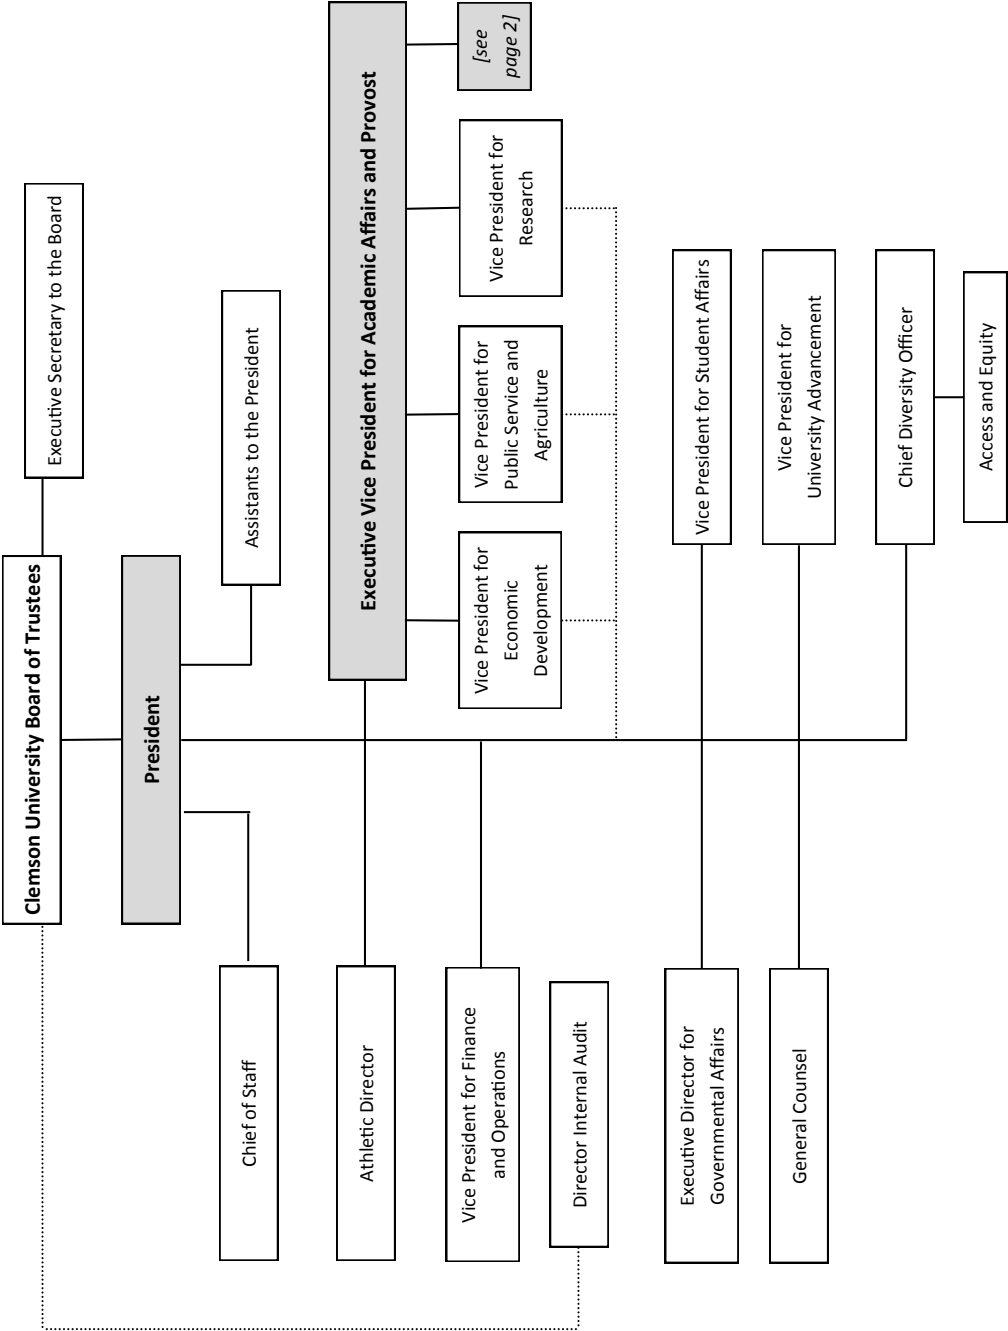 Clemson University Board of Trustees
Executive Secretary to the Board
President
Chief of Staff
Assistants to the President
Athletic Director
Executive Vice President for Academic Affairs and Provost
Vice President for Finance
and Operations
Director Internal Audit
Vice President for
Economic
Development
Vice President for
Public Service and
Agriculture
Vice President for
Research
[see
page 2]
Executive Director for
Governmental Affairs
Vice President for Student Affairs
General Counsel
Vice President for
University Advancement
Chief Diversity Officer
Access and Equity